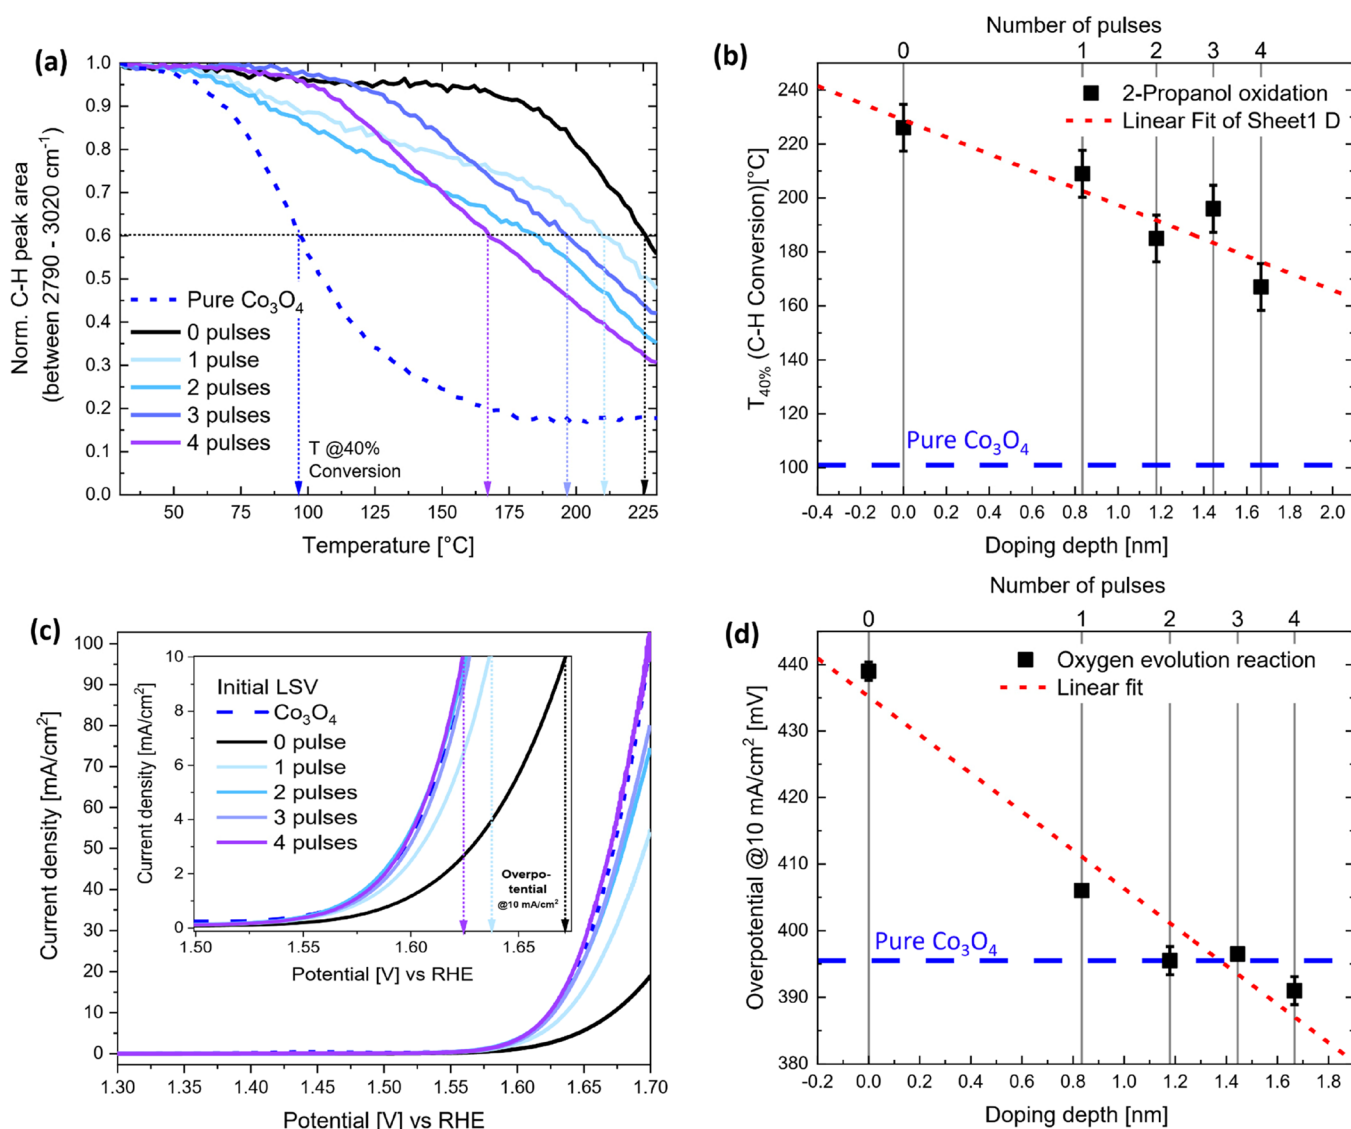 (a)
1.0
0.9
0.8
0.7
0.6
0.5
0.4
0.3
0.2
0.1
0.0
Norm. C-H peak area
(between 2790 - 3020 cm⁻¹)
Pure Co₃O₄
0 pulses
1 pulse
2 pulses
3 pulses
4 pulses
T @40%
Conversion
50 75 100 125 150 175 200 225
Temperature [°C]
(b)
Number of pulses
0 1 2 3 4
240
220
200
180
160
140
120
100
T₄₀% (C-H Conversion)[°C]
2-Propanol oxidation
Linear Fit of Sheet1 D
Pure Co₃O₄
-0.4 -0.2 0.0 0.2 0.4 0.6 0.8 1.0 1.2 1.4 1.6 1.8 2.0
Doping depth [nm]
(c)
100
90
80
70
60
50
40
30
20
10
0
Current density [mA/cm²]
10
8
6
4
2
0
Current density [mA/cm²]
Initial LSV
Co₃O₄
0 pulse
1 pulse
2 pulses
3 pulses
4 pulses
Overpo-
tential
@10 mA/cm²
1.50 1.55 1.60 1.65
Potential [V] vs RHE
1.30 1.35 1.40 1.45 1.50 1.55 1.60 1.65 1.70
Potential [V] vs RHE
(d)
Number of pulses
0 1 2 3 4
440
430
420
410
400
390
380
Overpotential @10 mA/cm² [mV]
Oxygen evolution reaction
Linear fit
Pure Co₃O₄
-0.2 0.0 0.2 0.4 0.6 0.8 1.0 1.2 1.4 1.6 1.8
Doping depth [nm]